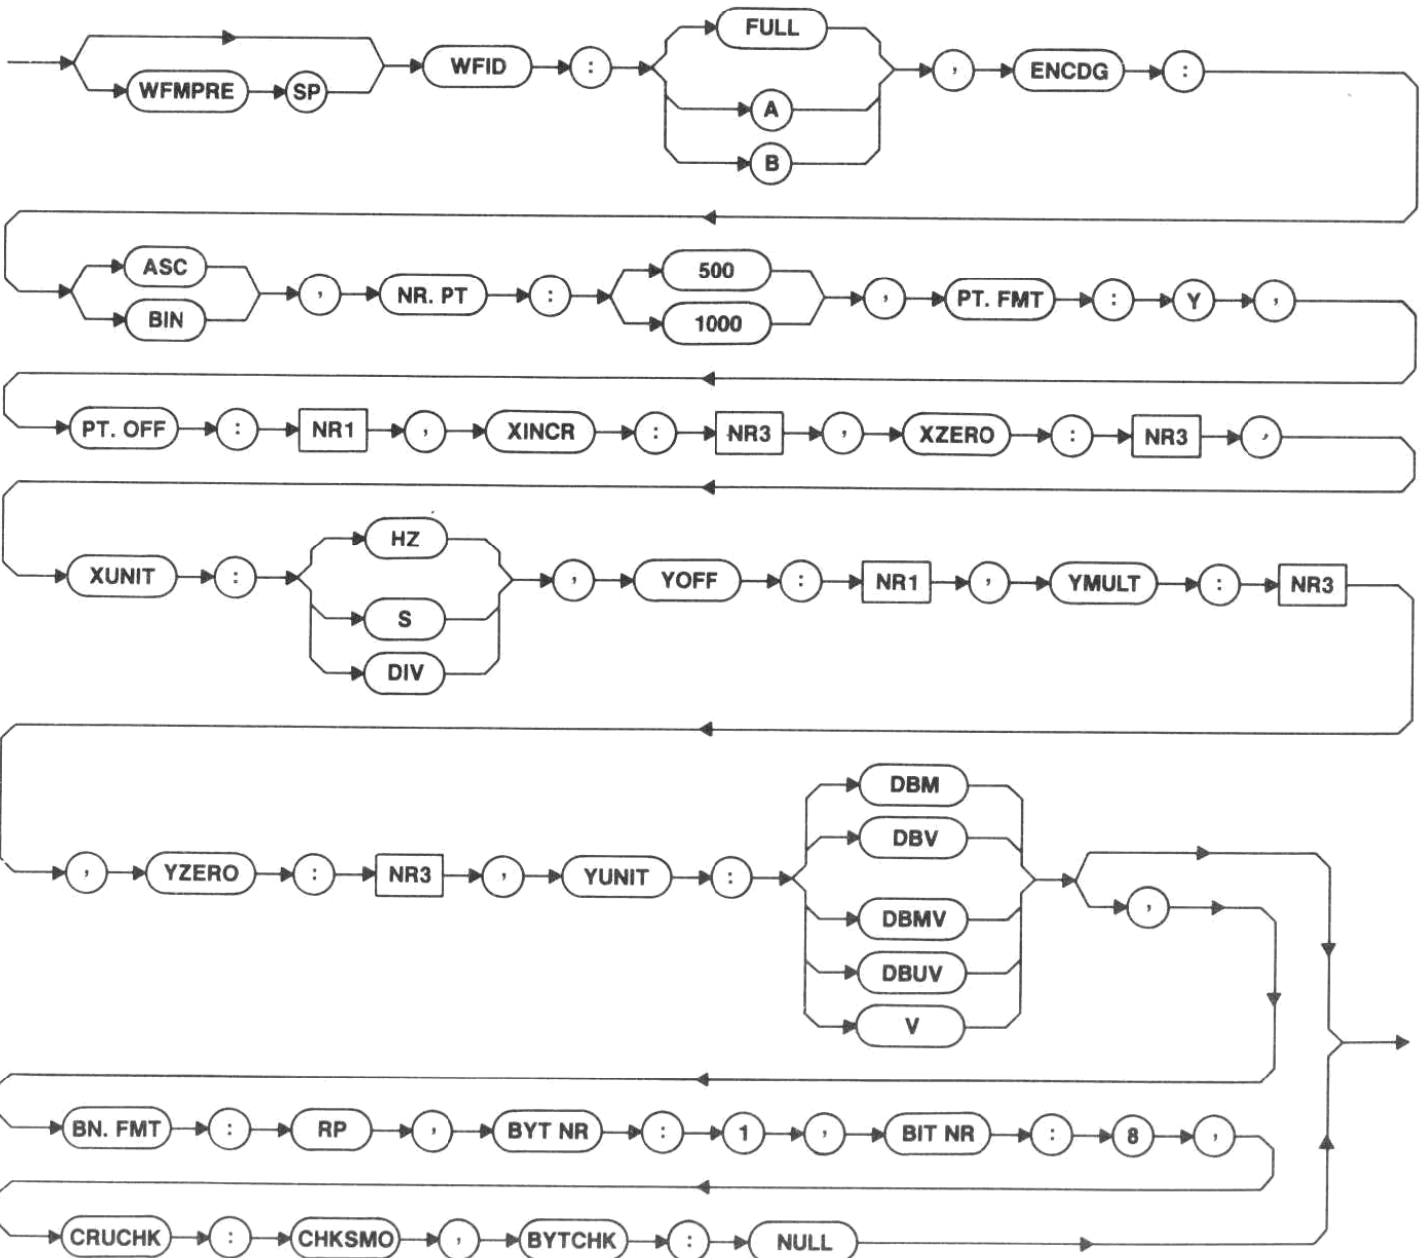 FULL
WFID : , ENCDG :
WFMPRE SP
A
B
ASC
BIN
, NR. PT :
500
1000
, PT. FMT : Y ,
PT. OFF : NR1 , XINCR : NR3 , XZERO : NR3 ,
HZ
XUNIT : , YOFF : NR1 , YMULT : NR3
S
DIV
DBM
DBV
, YZERO : NR3 , YUNIT :
,
DBMV
DBUV
V
BN. FMT : RP , BYT NR : 1 , BIT NR : 8 ,
CRUCHK : CHKSMO , BYTCHK : NULL